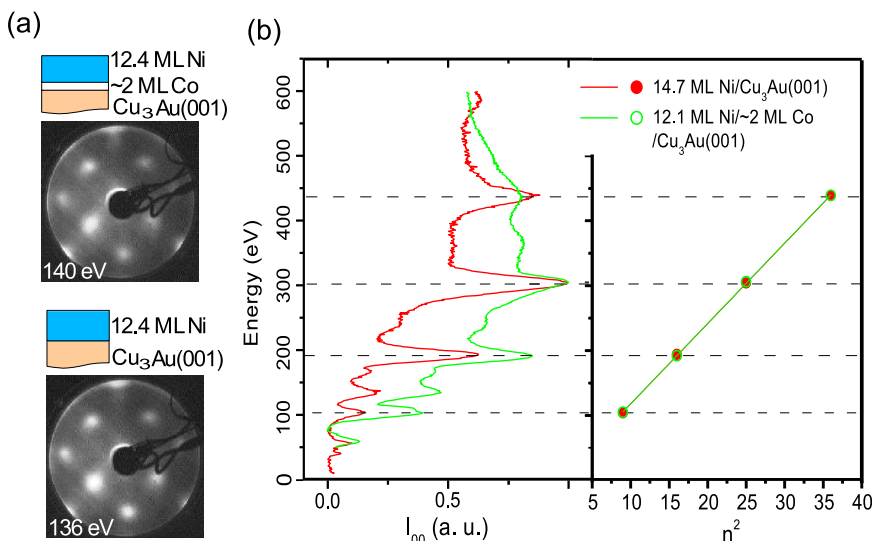 (a)
12.4 ML Ni
~2 ML Co
Cu₃Au(001)
140 eV
12.4 ML Ni
Cu₃Au(001)
136 eV
(b)
14.7 ML Ni/Cu₃Au(001)
12.1 ML Ni/~2 ML Co
/Cu₃Au(001)
Energy (eV)
600
500
400
300
200
100
0
0.0 0.5
I₀₀ (a. u.)
5 10 15 20 25 30 35 40
n²